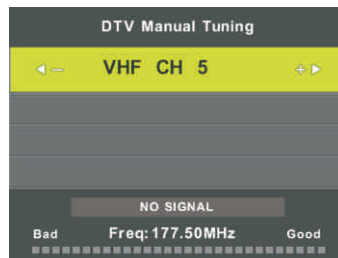 DTV Manual Tuning
VHF CH 5
NO SIGNAL
Bad Freq:177.50MHz Good